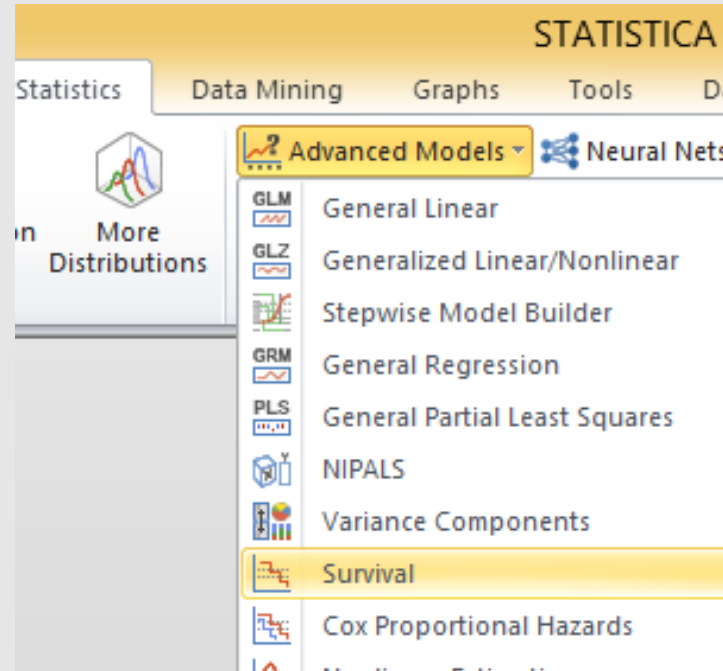 STATISTICA
Statistics
Data Mining
Graphs
Tools
Advanced Models
Neural Nets
More
Distributions
GLM General Linear
GLZ Generalized Linear/Nonlinear
Stepwise Model Builder
GRM General Regression
PLS General Partial Least Squares
NIPALS
Variance Components
Survival
Cox Proportional Hazards